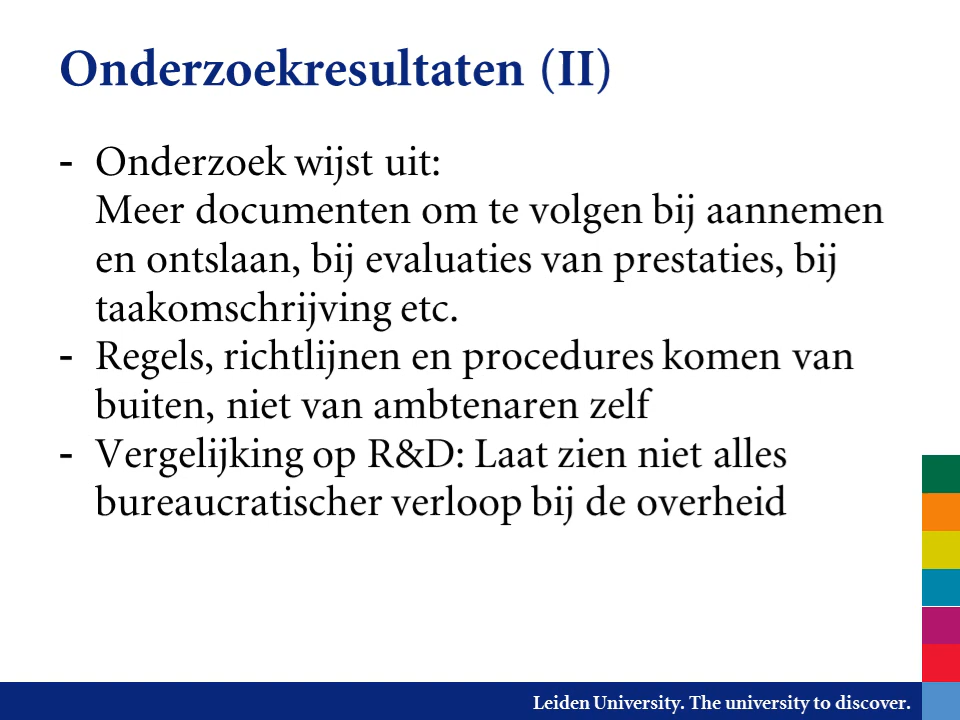 Onderzoekresultaten (II)
- Onderzoek wijst uit:
Meer documenten om te volgen bij aannemen
en ontslaan, bij evaluaties van prestaties, bij
taakomschrijving etc.
- Regels, richtlijnen en procedures komen van
buiten, niet van ambtenaren zelf
- Vergelijking op R&D: Laat zien niet alles
bureaucratischer verloop bij de overheid
Leiden University. The university to discover.